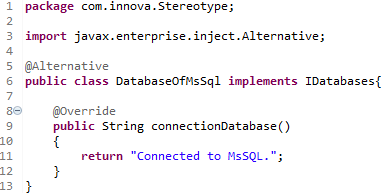 1 package com.innova.Stereotype;
2
3 import javax.enterprise.inject.Alternative;
4
5 @Alternative
6 public class DatabaseOfMsSql implements IDatabases{
7
8 @Override
9 public String connectionDatabase()
10 {
11 return "Connected to MsSQL.";
12 }
13 }